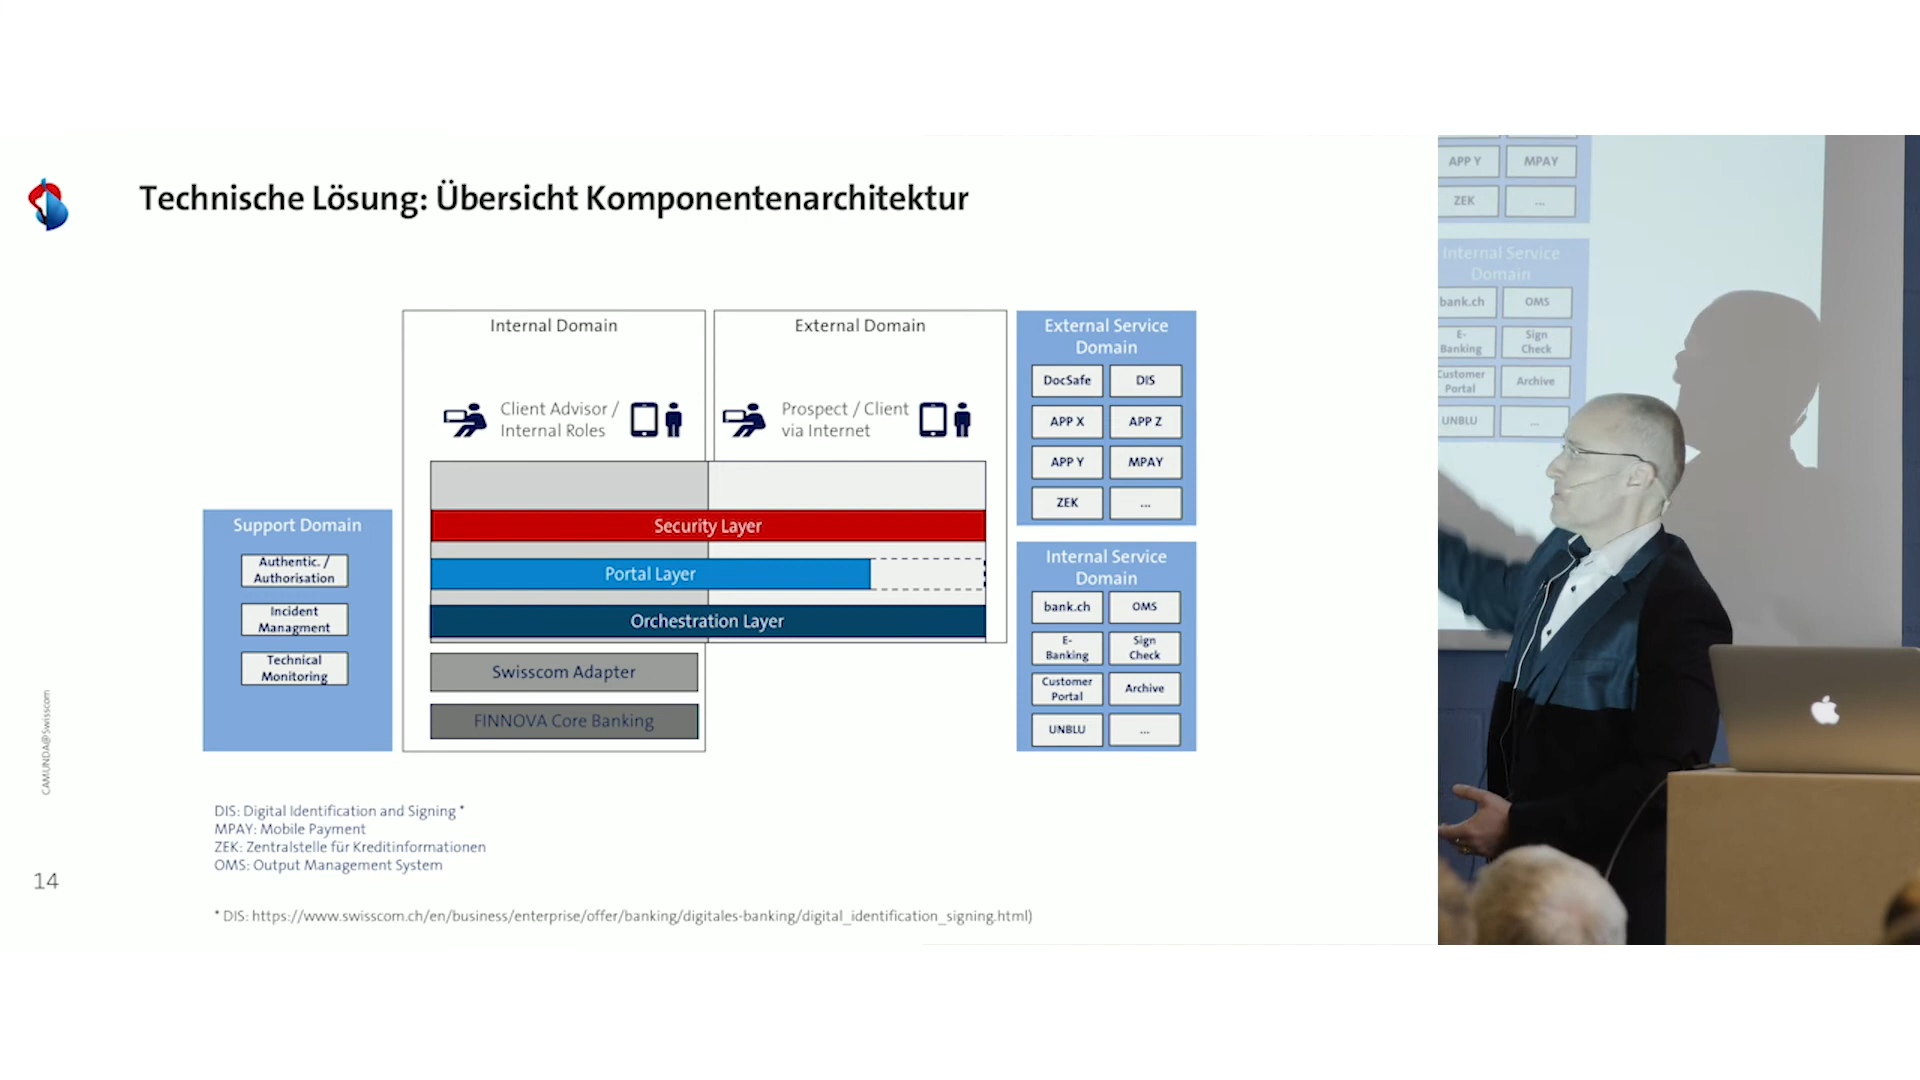 Technische Lösung: Übersicht Komponentenarchitektur
Internal Domain
External Domain
Client Advisor /
Internal Roles
Prospect / Client
via Internet
Security Layer
Portal Layer
Orchestration Layer
Swisscom Adapter
FINNOVA Core Banking
Support Domain
Authentic. /
Authorisation
Incident
Managment
Technical
Monitoring
External Service
Domain
DocSafe
DIS
APP X
APP Z
APP Y
MPAY
ZEK
...
Internal Service
Domain
bank.ch
OMS
E-
Banking
Sign
Check
Customer
Portal
Archive
UNBLU
...
DIS: Digital Identification and Signing *
MPAY: Mobile Payment
ZEK: Zentralstelle für Kreditinformationen
OMS: Output Management System
* DIS: https://www.swisscom.ch/en/business/enterprise/offer/banking/digitales-banking/digital_identification_signing.html)
CAMUNDA@Swisscom
14
APP Y
MPAY
ZEK
...
Internal Service
Domain
bank.ch
OMS
E-
Banking
Sign
Check
Customer
Portal
Archive
UNBLU
...